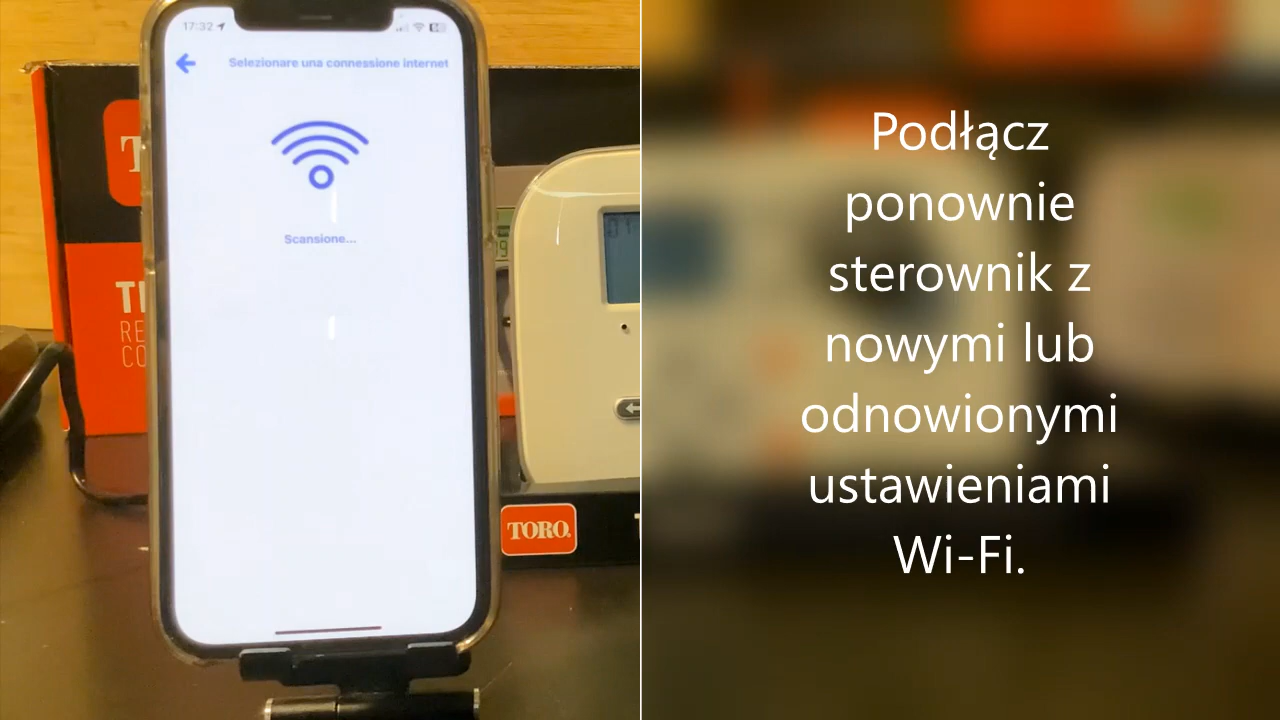 17:32
Selezionare una connessione internet
Scansione...
TORO.
Podłącz
ponownie
sterownik z
nowymi lub
odnowionymi
ustawieniami
Wi-Fi.